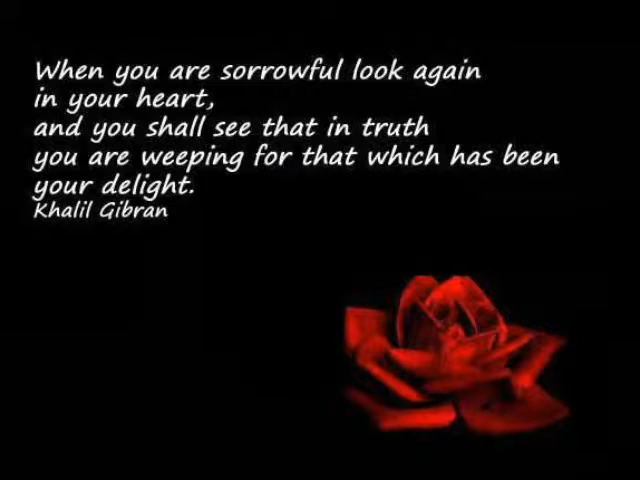 When you are sorrowful look again
in your heart,
and you shall see that in truth
you are weeping for that which has been
your delight.
Khalil Gibran